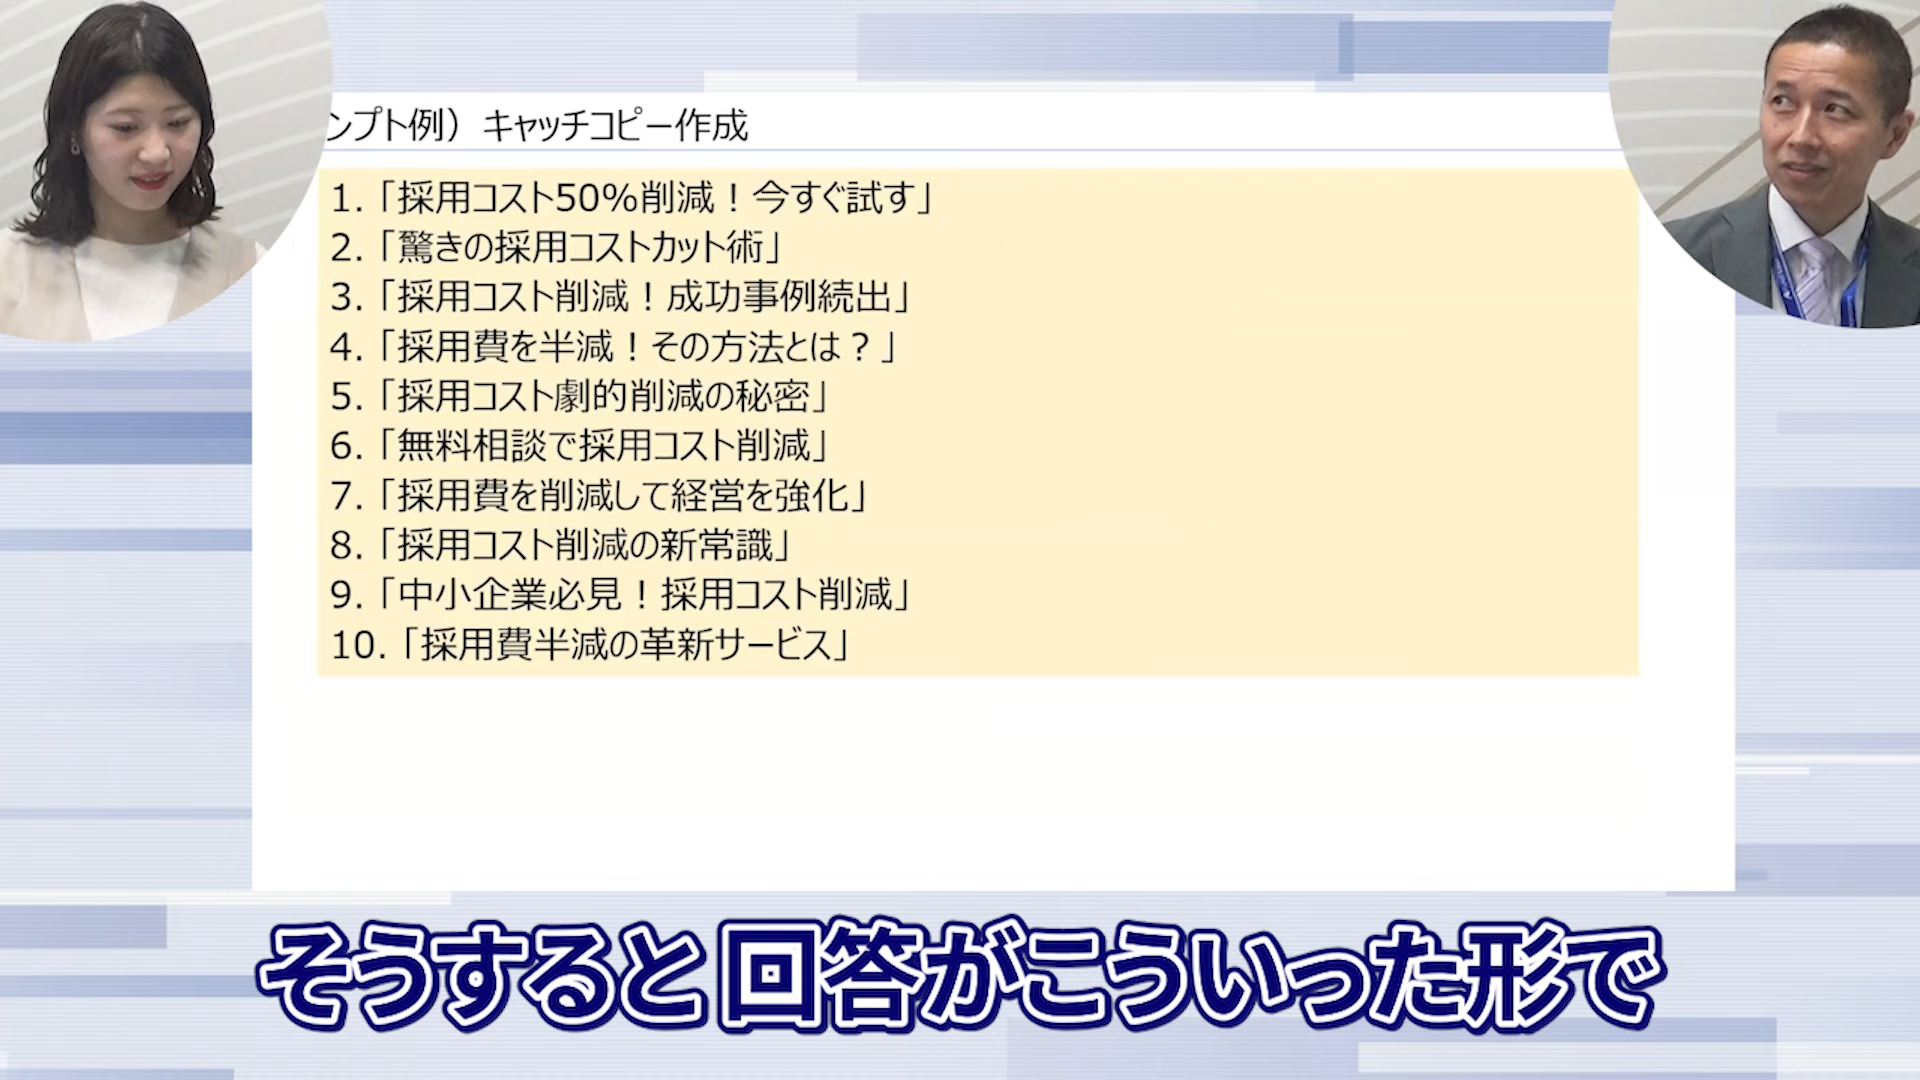 ンプト例）キャッチコピー作成
1.「採用コスト50%削減！今すぐ試す」
2.「驚きの採用コストカット術」
3.「採用コスト削減！成功事例続出」
4.「採用費を半減！その方法とは？」
5.「採用コスト劇的削減の秘密」
6.「無料相談で採用コスト削減」
7.「採用費を削減して経営を強化」
8.「採用コスト削減の新常識」
9.「中小企業必見！採用コスト削減」
10.「採用費半減の革新サービス」
そうすると回答がこういった形で